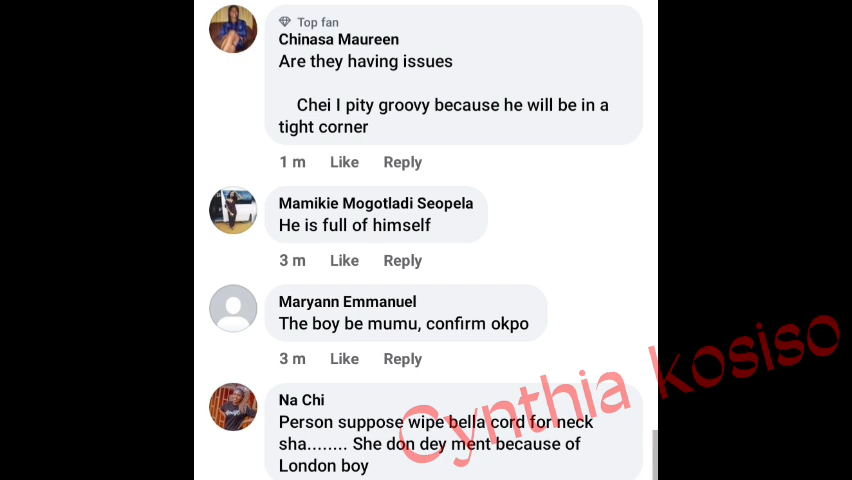 Top fan
Chinasa Maureen
Are they having issues
Chei I pity groovy because he will be in a
tight corner
1 m Like Reply
Mamikie Mogotladi Seopela
He is full of himself
3 m Like Reply
Maryann Emmanuel
The boy be mumu, confirm okpo
3 m Like Reply
Na Chi
Person suppose wipe bella cord for neck
sha........ She don dey ment because of
London boy
Cynthia kosiso